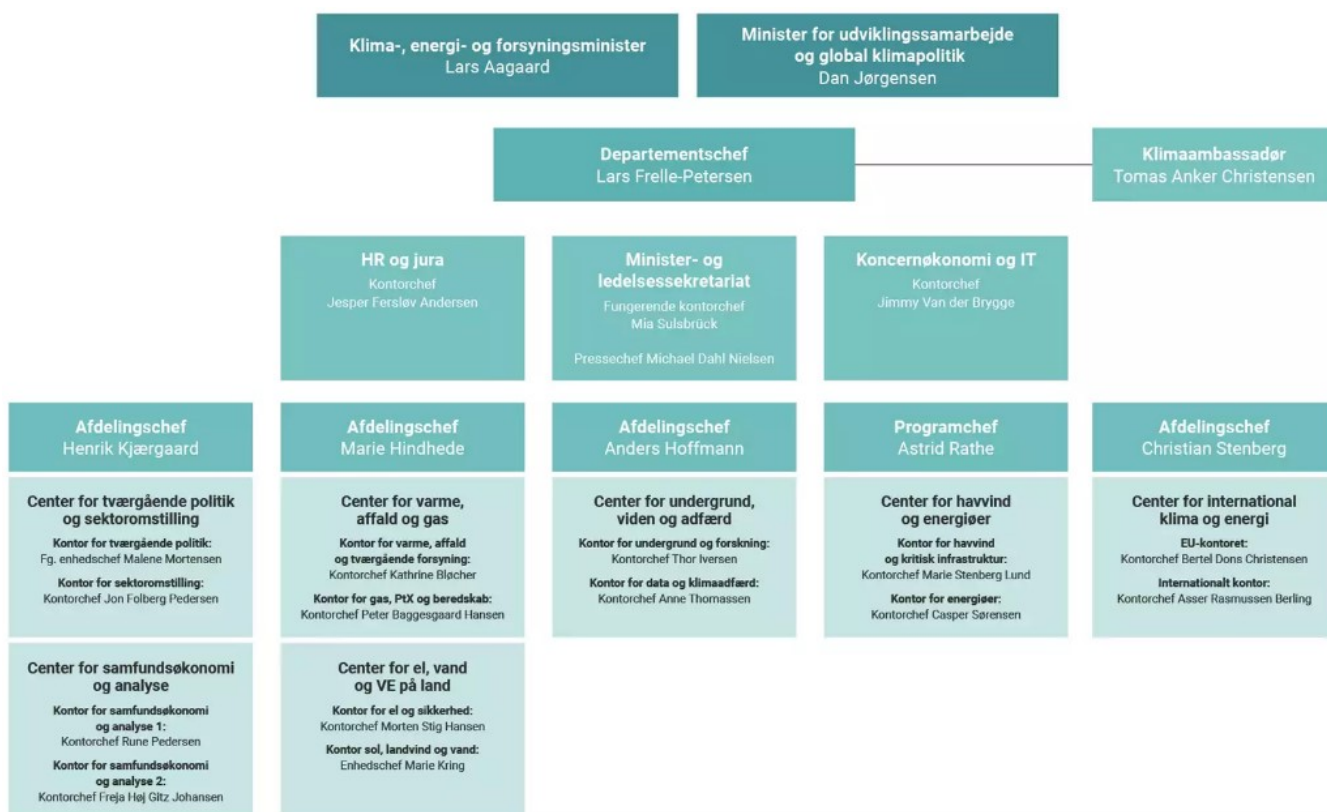 Klima-, energi- og forsyningsminister
Lars Aagaard
Minister for udviklingssamarbejde
og global klimapolitik
Dan Jørgensen
Departementschef
Lars Frelle-Petersen
Klimaambassadør
Tomas Anker Christensen
HR og jura
Kontorchef
Jesper Fersløv Andersen
Minister- og
ledelsessekretariat
Fungerende kontorchef
Mia Sulsbrück
Pressechef Michael Dahl Nielsen
Koncernøkonomi og IT
Kontorchef
Jimmy Van der Brygge
Afdelingschef
Henrik Kjærgaard
Center for tværgående politik
og sektoromstilling
Kontor for tværgående politik:
Fg. enhedschef Malene Mortensen
Kontor for sektoromstilling:
Kontorchef Jon Folberg Pedersen
Center for samfundsøkonomi
og analyse
Kontor for samfundsøkonomi
og analyse 1:
Kontorchef Rune Pedersen
Kontor for samfundsøkonomi
og analyse 2:
Kontorchef Freja Høj Gitz Johansen
Afdelingschef
Marie Hindhede
Center for varme,
affald og gas
Kontor for varme, affald
og tværgående forsyning:
Kontorchef Kathrine Bløcher
Kontor for gas, PtX og beredskab:
Kontorchef Peter Baggesgaard Hansen
Center for el, vand
og VE på land
Kontor for el og sikkerhed:
Kontorchef Morten Stig Hansen
Kontor sol, landvind og vand:
Enhedschef Marie Kring
Afdelingschef
Anders Hoffmann
Center for undergrund,
viden og adfærd
Kontor for undergrund og forskning:
Kontorchef Thor Iversen
Kontor for data og klimaadfærd:
Kontorchef Anne Thomassen
Programchef
Astrid Rathe
Center for havvind
og energiøer
Kontor for havvind
og kritisk infrastruktur:
Kontorchef Marie Stenberg Lund
Kontor for energiøer:
Kontorchef Casper Sørensen
Afdelingschef
Christian Stenberg
Center for international
klima og energi
EU-kontoret:
Kontorchef Bertel Dons Christensen
Internationalt kontor:
Kontorchef Asser Rasmussen Berling